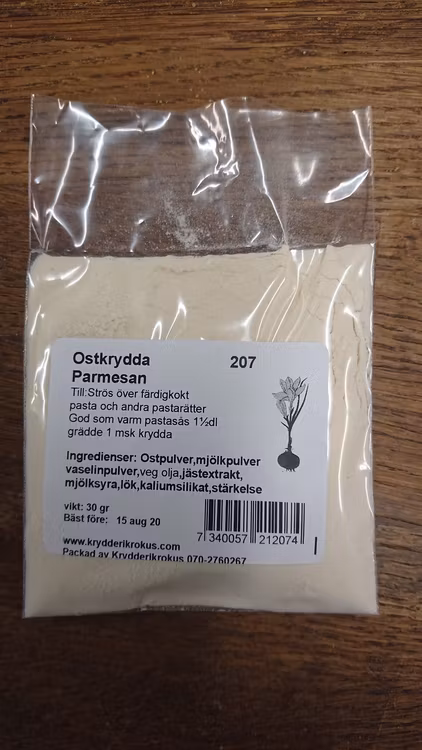 Ostkrydda 207
Parmesan
Till:Strös över färdigkokt
pasta och andra pastarätter
God som varm pastasås 1½dl
grädde 1 msk krydda
Ingredienser: Ostpulver,mjölkpulver
vaselinpulver,veg olja,jästextrakt,
mjölksyra,lök,kaliumsilikat,stärkelse
vikt: 30 gr
Bäst före: 15 aug 20
7 340057 212074
www.krydderikrokus.com
Packad av Krydderikrokus 070-2760267